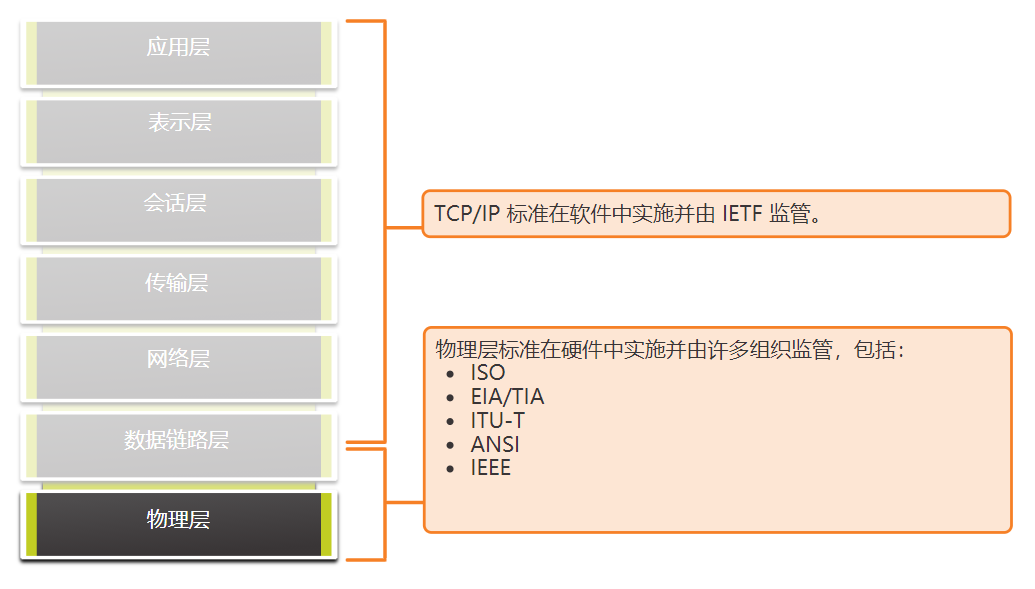 应用层
表示层
会话层
传输层
网络层
数据链路层
物理层
TCP/IP 标准在软件中实施并由 IETF 监管。
物理层标准在硬件中实施并由许多组织监管，包括：
• ISO
• EIA/TIA
• ITU-T
• ANSI
• IEEE